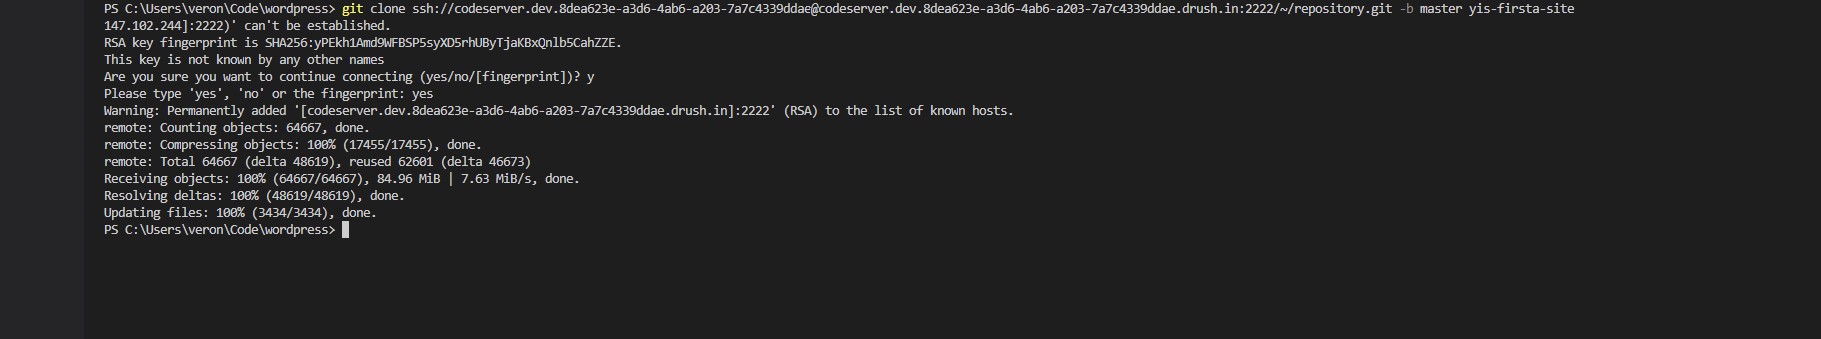 PS C:\Users\veron\Code\wordpress> git clone ssh://codeserver.dev.8dea623e-a3d6-4ab6-a203-7a7c4339ddae@codeserver.dev.8dea623e-a3d6-4ab6-a203-7a7c4339ddae.drush.in:2222/~/repository.git -b master yis-firsta-site
147.102.244]:2222)' can't be established.
RSA key fingerprint is SHA256:yPEkh1Amd9WFBSP5syXD5rhUByTjaKBxQnlb5CahZZE.
This key is not known by any other names
Are you sure you want to continue connecting (yes/no/[fingerprint])? y
Please type 'yes', 'no' or the fingerprint: yes
Warning: Permanently added '[codeserver.dev.8dea623e-a3d6-4ab6-a203-7a7c4339ddae.drush.in]:2222' (RSA) to the list of known hosts.
remote: Counting objects: 64667, done.
remote: Compressing objects: 100% (17455/17455), done.
remote: Total 64667 (delta 48619), reused 62601 (delta 46673)
Receiving objects: 100% (64667/64667), 84.96 MiB | 7.63 MiB/s, done.
Resolving deltas: 100% (48619/48619), done.
Updating files: 100% (3434/3434), done.
PS C:\Users\veron\Code\wordpress>